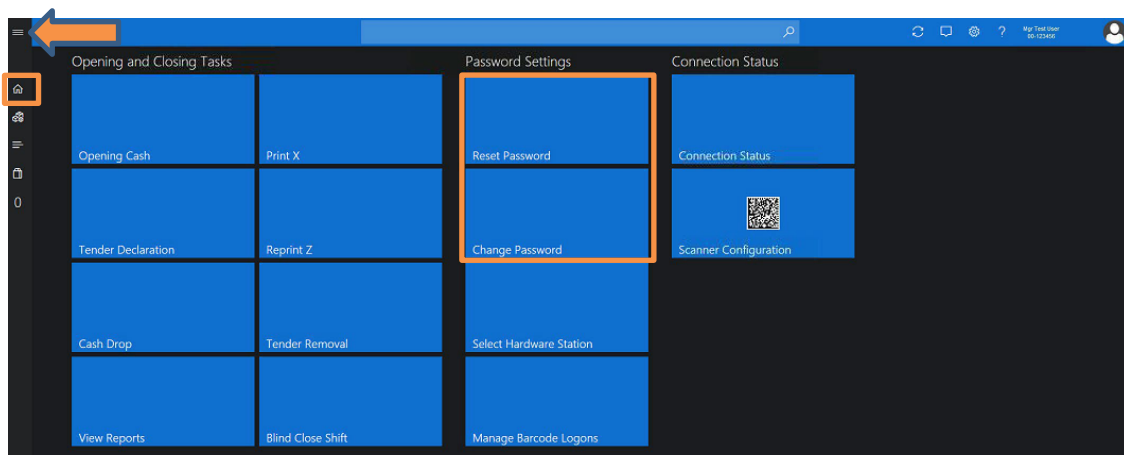 Mgr Test User
00-123456
Opening and Closing Tasks
Password Settings
Connection Status
Opening Cash
Print X
Reset Password
Connection Status
0
Tender Declaration
Reprint Z
Change Password
Scanner Configuration
Cash Drop
Tender Removal
Select Hardware Station
View Reports
Blind Close Shift
Manage Barcode Logons